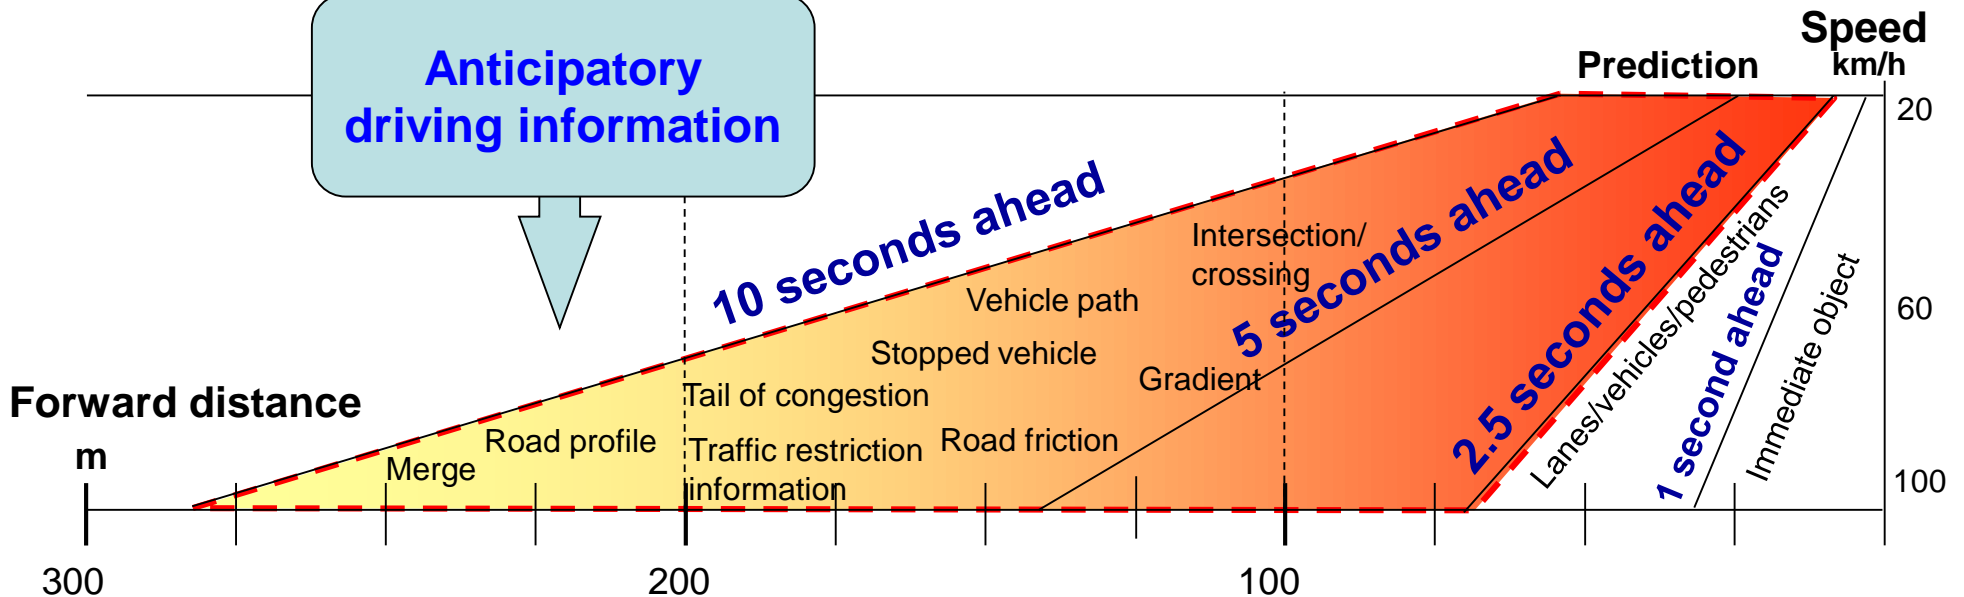 Anticipatory
driving information
Speed
km/h
Prediction
20
10 seconds ahead
5 seconds ahead
2.5 seconds ahead
1 second ahead
Intersection/
crossing
Vehicle path
60
Stopped vehicle
Gradient
Tail of congestion
Forward distance
m
Road profile
Merge
Traffic restriction
information
Road friction
Lanes/vehicles/pedestrians
Immediate object
100
300
200
100